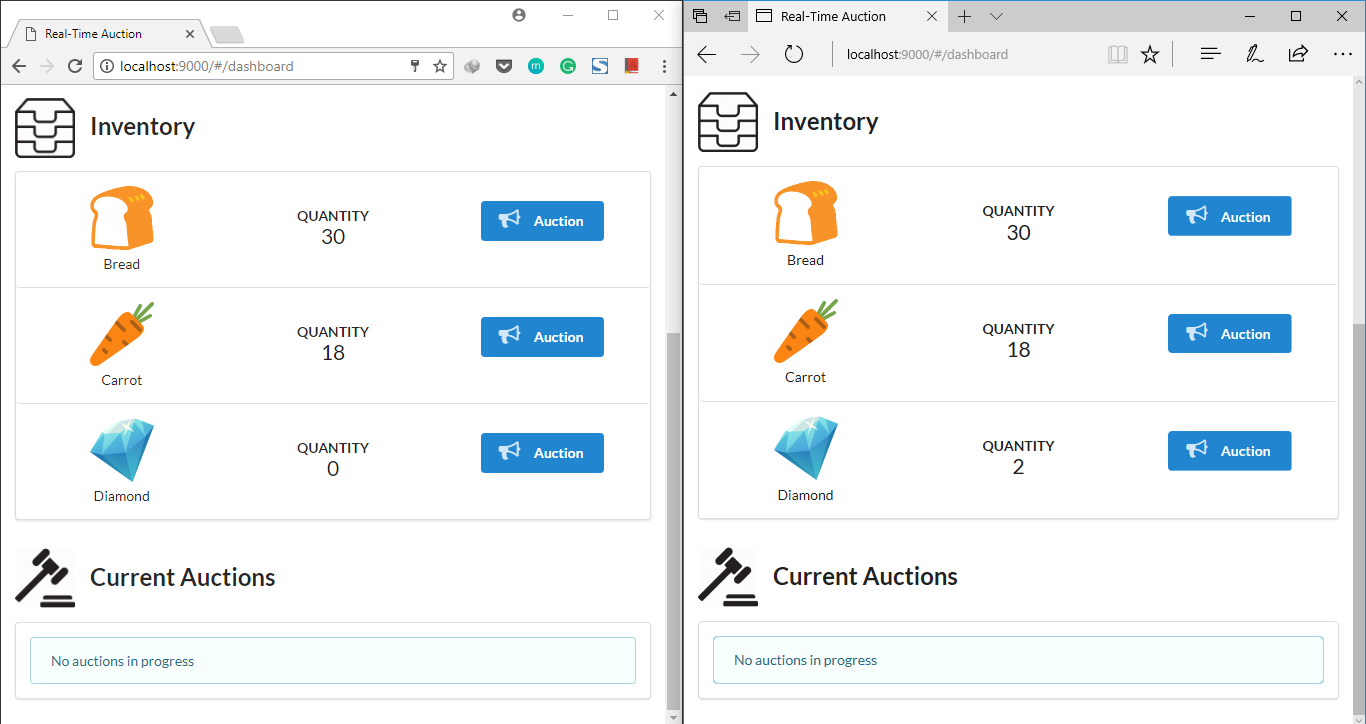 Real-Time Auction
localhost:9000/#/dashboard
Inventory
QUANTITY
30
Auction
Bread
QUANTITY
18
Auction
Carrot
QUANTITY
0
Auction
Diamond
Current Auctions
No auctions in progress
Real-Time Auction
localhost:9000/#/dashboard
Inventory
QUANTITY
30
Auction
Bread
QUANTITY
18
Auction
Carrot
QUANTITY
2
Auction
Diamond
Current Auctions
No auctions in progress